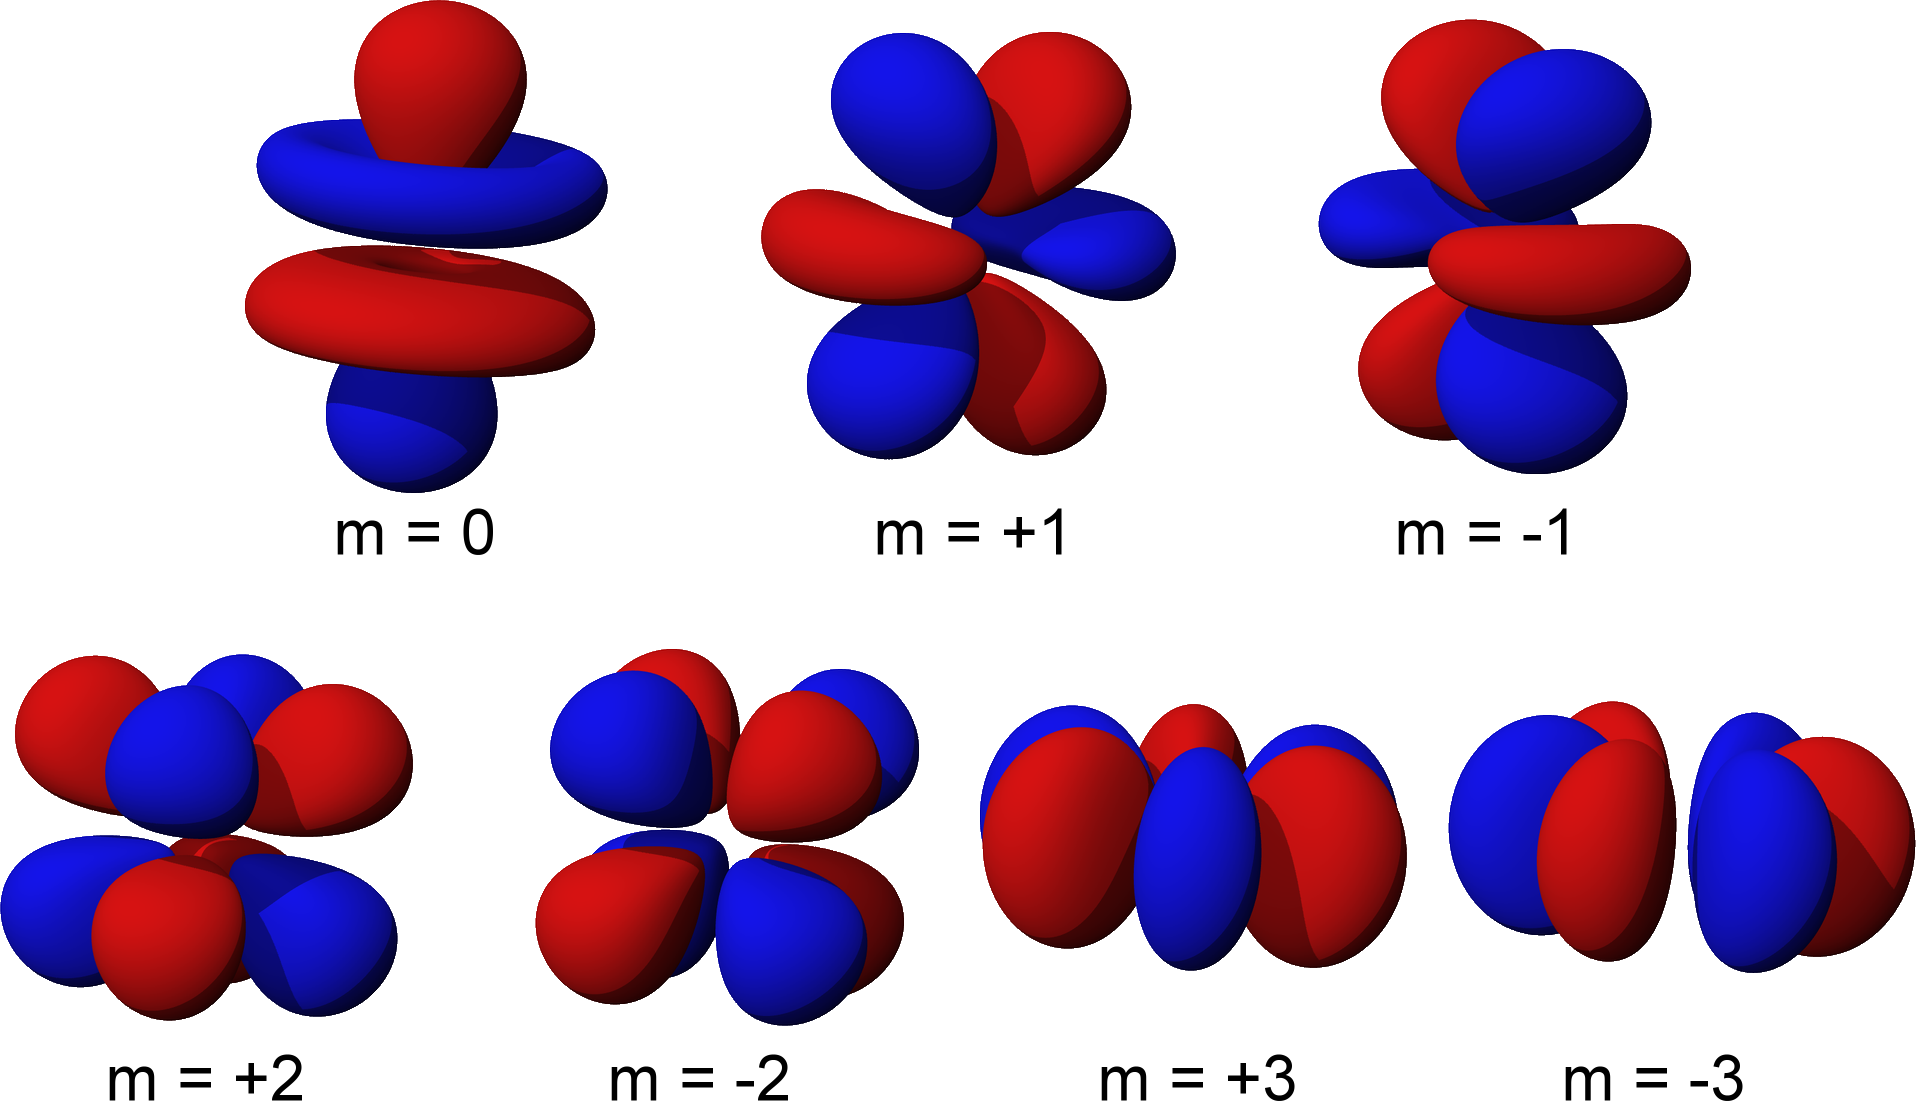 m = 0
m = +1
m = -1
m = +2
m = -2
m = +3
m = -3